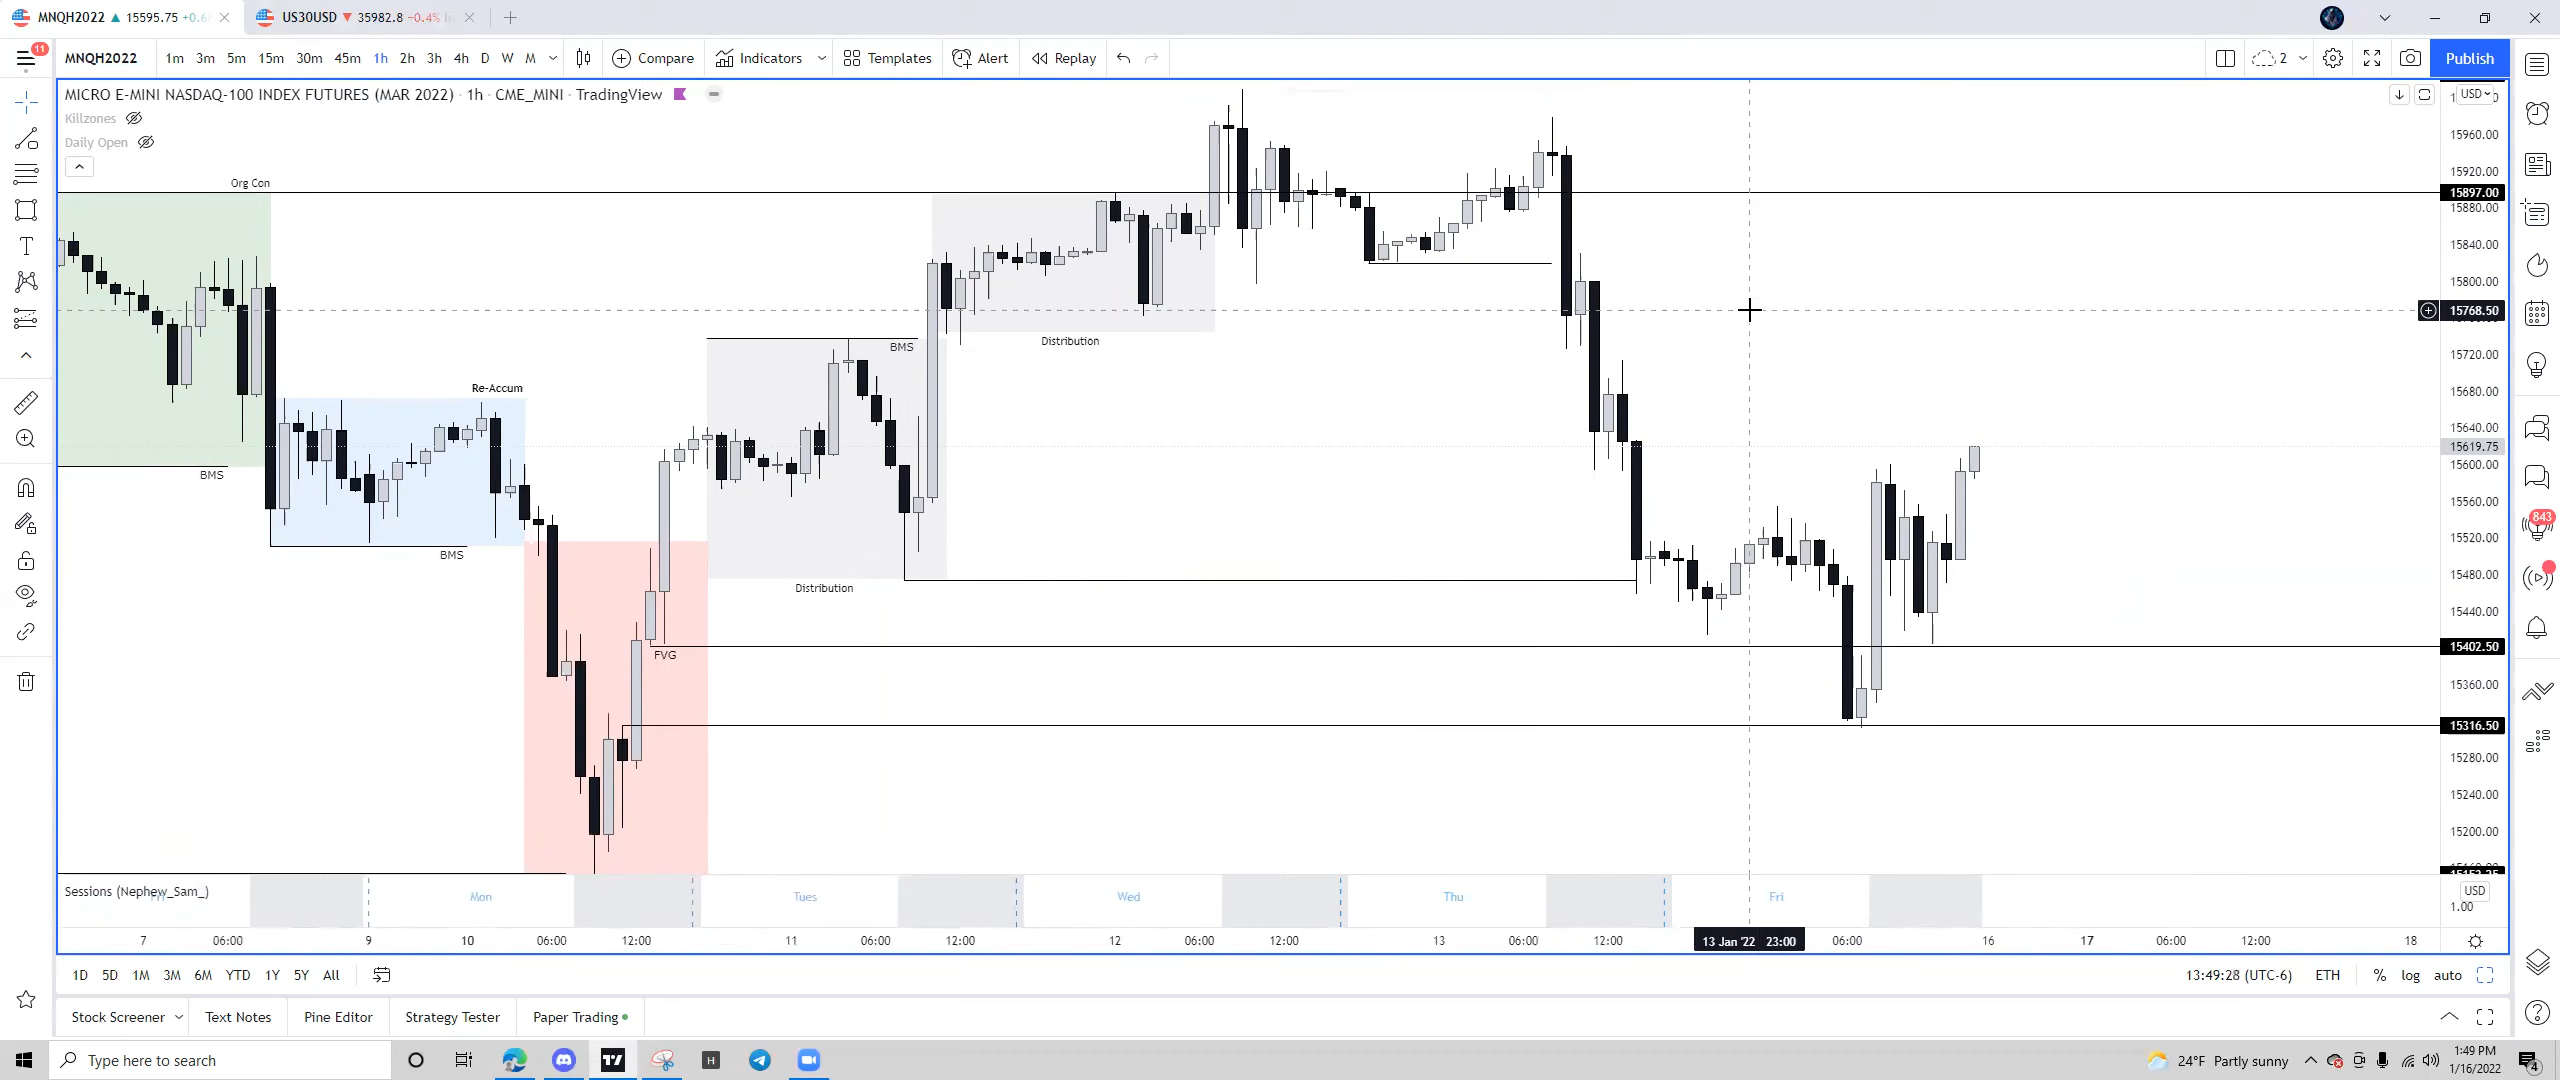 MNQH2022 ▲ 15595.75
US30USD ▼ 35982.8 −0.4%
11
MNQH2022 1m 3m 5m 15m 30m 45m 1h 2h 3h 4h D W M Compare Indicators Templates Alert Replay 2 Publish
MICRO E-MINI NASDAQ-100 INDEX FUTURES (MAR 2022) · 1h · CME_MINI · TradingView
Killzones
Daily Open
USD
15960.00
15920.00
Org Con
15897.00
15880.00
15840.00
15800.00
15768.50
Distribution
BMS
15720.00
Re-Accum
15680.00
15640.00
15619.75
15600.00
BMS
15560.00
15520.00
BMS
15480.00
Distribution
15440.00
15402.50
FVG
15360.00
15316.50
15280.00
15240.00
15200.00
843
Sessions (Nephew_Sam_)
Mon Tues Wed Thu Fri
USD
1.00
7 06:00 9 10 06:00 12:00 11 06:00 12:00 12 06:00 12:00 13 06:00 12:00 13 Jan '22 23:00 06:00 16 17 06:00 12:00 18
1D 5D 1M 3M 6M YTD 1Y 5Y All 13:49:28 (UTC-6) ETH % log auto
Stock Screener Text Notes Pine Editor Strategy Tester Paper Trading
Type here to search
H
24°F Partly sunny
1:49 PM
1/16/2022
4